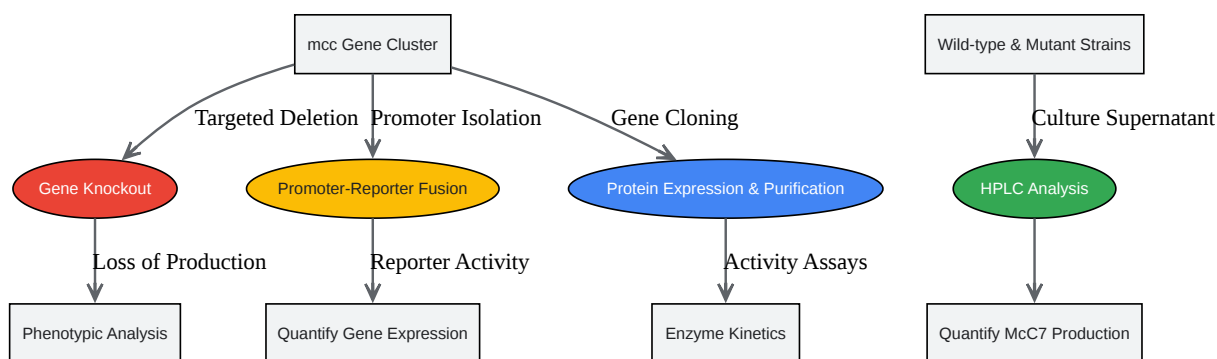 mcc Gene Cluster
Wild-type & Mutant Strains
Targeted Deletion
Promoter Isolation
Gene Cloning
Culture Supernatant
Gene Knockout
Promoter-Reporter Fusion
Protein Expression & Purification
HPLC Analysis
Loss of Production
Reporter Activity
Activity Assays
Phenotypic Analysis
Quantify Gene Expression
Enzyme Kinetics
Quantify McC7 Production